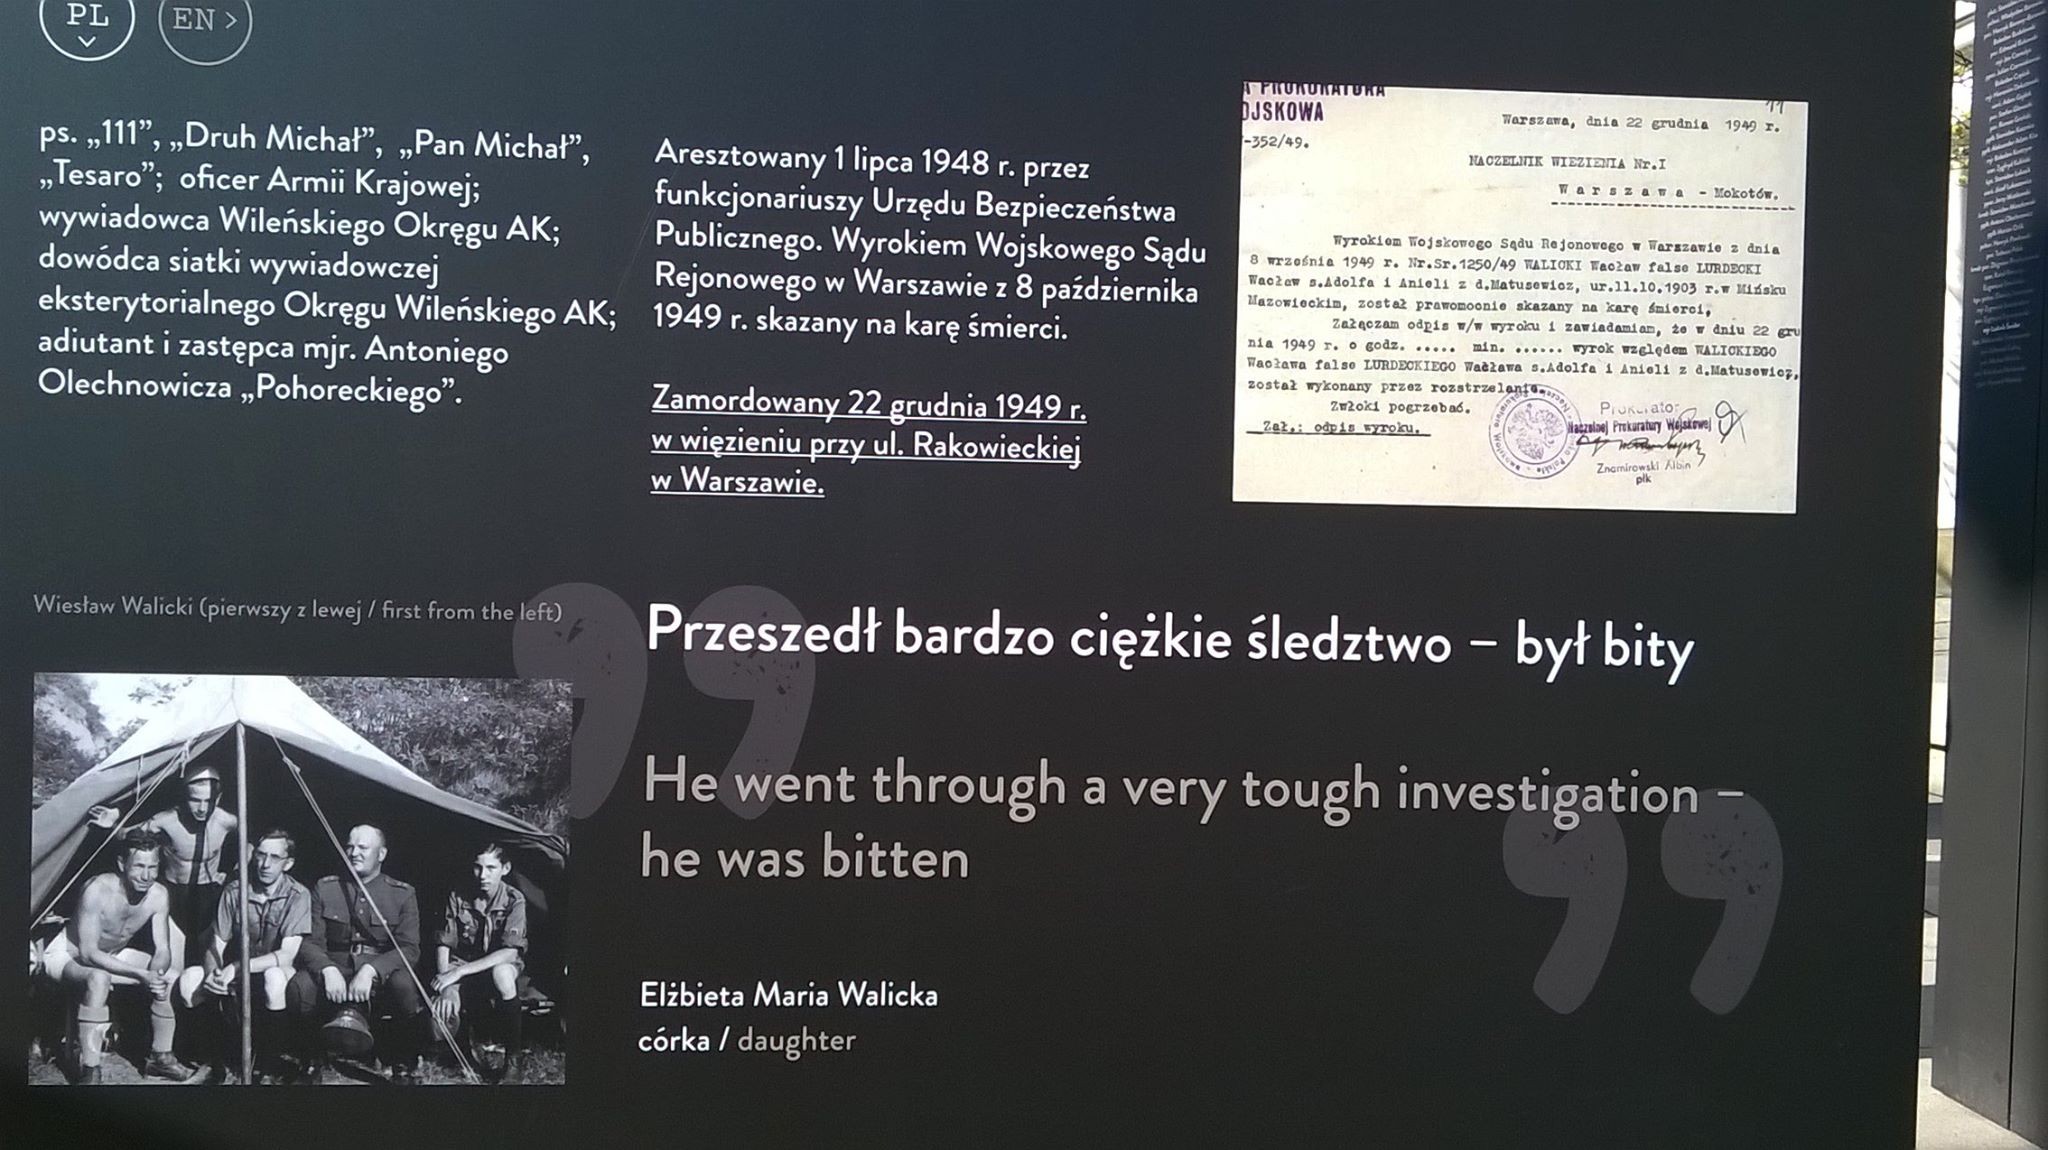 PL
EN >
ps. „111”, „Druh Michał”, „Pan Michał”,
„Tesaro”; oficer Armii Krajowej;
wywiadowca Wileńskiego Okręgu AK;
dowódca siatki wywiadowczej
eksterytorialnego Okręgu Wileńskiego AK;
adiutant i zastępca mjr. Antoniego
Olechnowicza „Pohoreckiego”.
Aresztowany 1 lipca 1948 r. przez
funkcjonariuszy Urzędu Bezpieczeństwa
Publicznego. Wyrokiem Wojskowego Sądu
Rejonowego w Warszawie z 8 października
1949 r. skazany na karę śmierci.
Zamordowany 22 grudnia 1949 r.
w więzieniu przy ul. Rakowieckiej
w Warszawie.
A PROKURATURA
OJSKOWA
-352/49.
11
Warszawa, dnia 22 grudnia 1949 r.
NACZELNIK WIEZIENIA Nr.I
Warszawa - Mokotów.
Wyrokiem Wojskowego Sądu Rejonowego w Warszawie z dnia
8 września 1949 r. Nr.Sr.1250/49 WALICKI Wacław false LURDECKI
Wacław s.Adolfa i Anieli z d.Matusewicz, ur.11.10.1903 r.w Mińsku
Mazowieckim, został prawomocnie skazany na karę śmierci,
Załączam odpis w/w wyroku i zawiadamiam, że w dniu 22 gru
nia 1949 r. o godz. ..... min. ...... wyrok względem WALICKIEGO
Wacława false LURDECKIEGO Wacława s.Adolfa i Anieli z d.Matusewicz,
został wykonany przez rozstrzelanie.
Zwłoki pogrzebać.
Zał.: odpis wyroku.
Prokurator
Naczelnej Prokuratury Wojskowej
Znamirowski Albin
płk
Wiesław Walicki (pierwszy z lewej / first from the left)
Przeszedł bardzo ciężkie śledztwo – był bity
He went through a very tough investigation –
he was bitten
Elżbieta Maria Walicka
córka / daughter